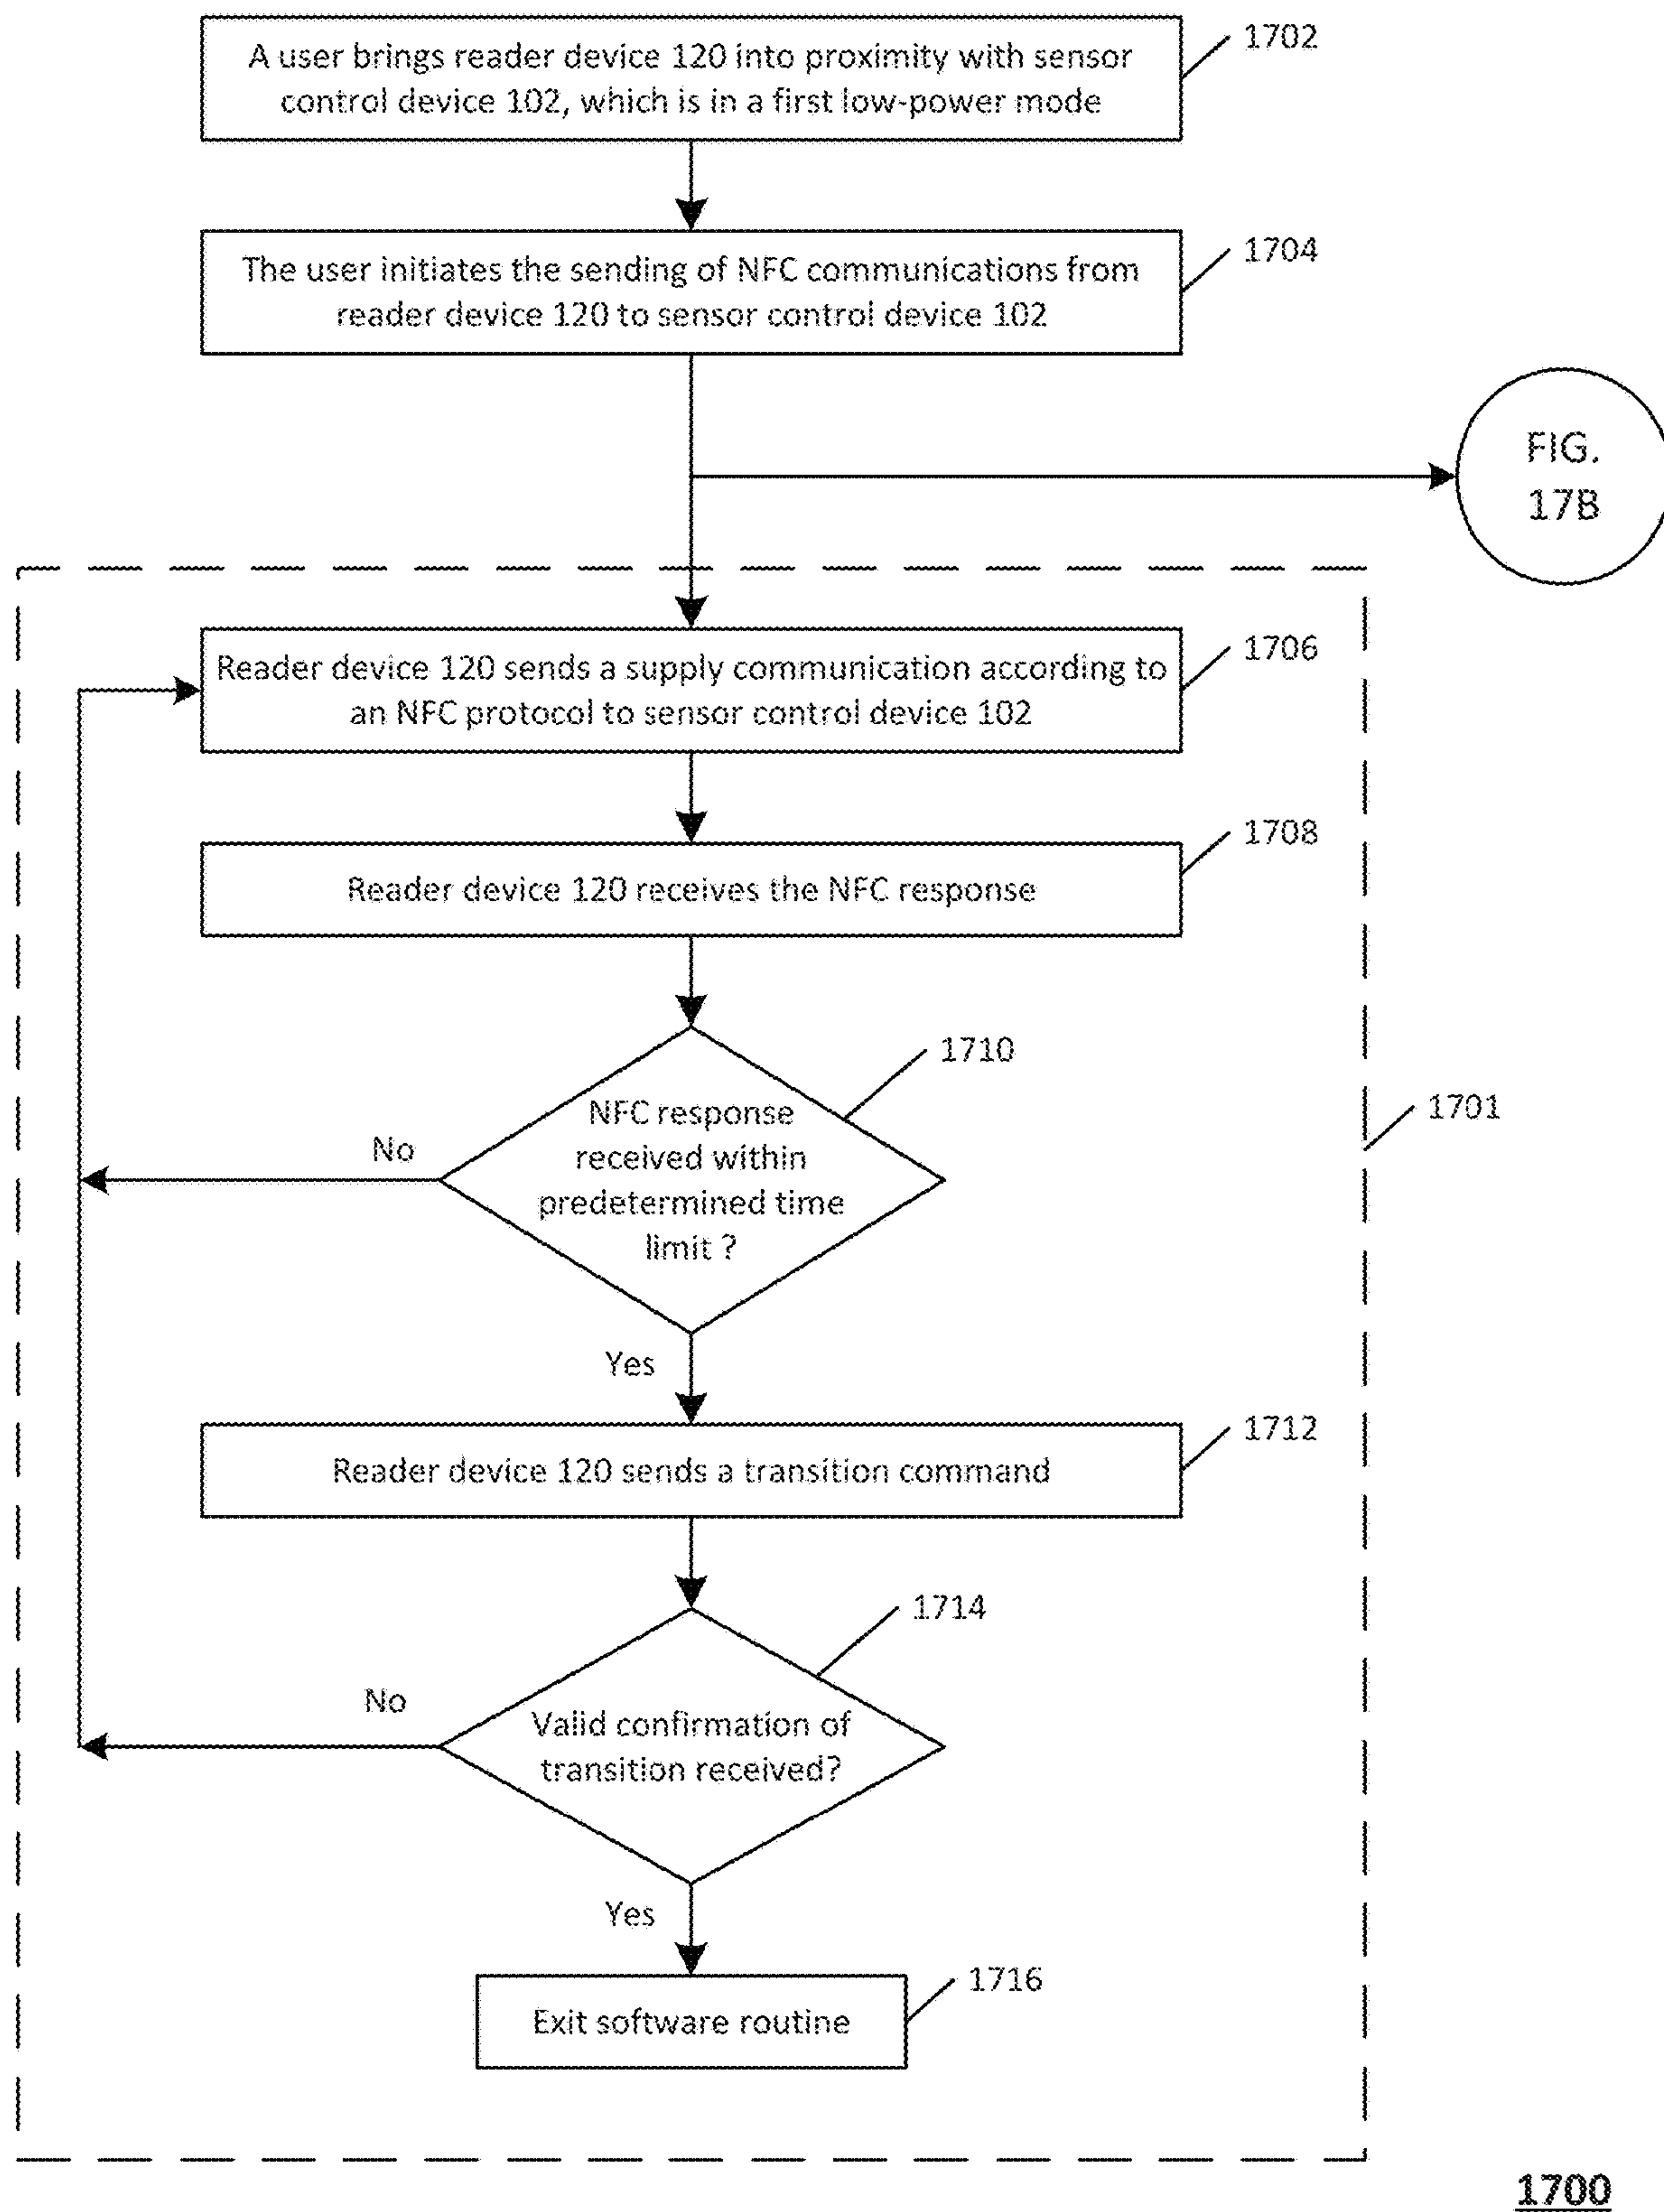 A user brings reader device 120 into proximity with sensor
control device 102, which is in a first low-power mode
1702
The user initiates the sending of NFC communications from
reader device 120 to sensor control device 102
1704
FIG.
17B
Reader device 120 sends a supply communication according to
an NFC protocol to sensor control device 102
1706
Reader device 120 receives the NFC response
1708
NFC response
received within
predetermined time
limit ?
1710
1701
No
Yes
Reader device 120 sends a transition command
1712
Valid confirmation of
transition received?
1714
No
Yes
Exit software routine
1716
1700